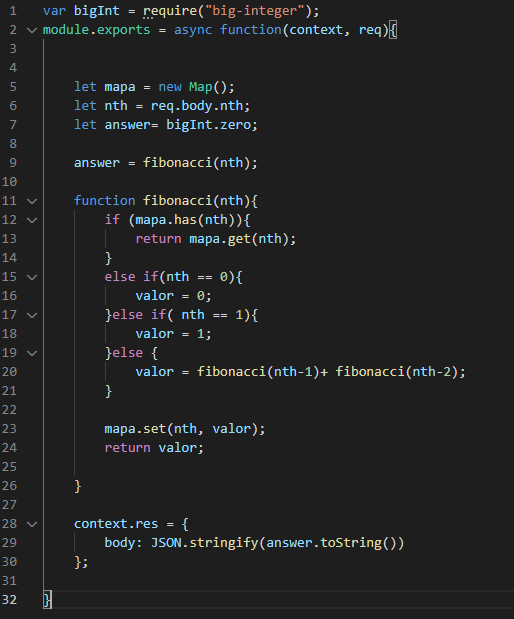 1 var bigInt = require("big-integer");
2 module.exports = async function(context, req){
3
4
5 let mapa = new Map();
6 let nth = req.body.nth;
7 let answer= bigInt.zero;
8
9 answer = fibonacci(nth);
10
11 function fibonacci(nth){
12 if (mapa.has(nth)){
13 return mapa.get(nth);
14 }
15 else if(nth == 0){
16 valor = 0;
17 }else if( nth == 1){
18 valor = 1;
19 }else {
20 valor = fibonacci(nth-1)+ fibonacci(nth-2);
21 }
22
23 mapa.set(nth, valor);
24 return valor;
25
26 }
27
28 context.res = {
29 body: JSON.stringify(answer.toString())
30 };
31
32 }